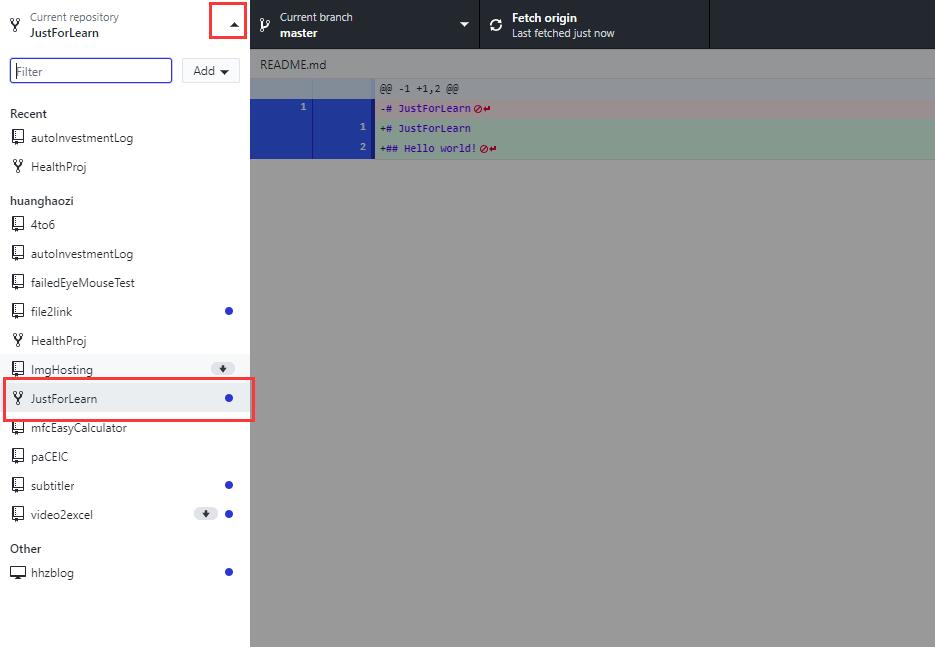 Current repository
JustForLearn
Current branch
master
Fetch origin
Last fetched just now
Filter
Add
Recent
autoInvestmentLog
HealthProj
huanghaozi
4to6
autoInvestmentLog
failedEyeMouseTest
file2link
HealthProj
ImgHosting
JustForLearn
mfcEasyCalculator
paCEIC
subtitler
video2excel
Other
hhzblog
README.md
@@ -1 +1,2 @@
1 -# JustForLearn
1 +# JustForLearn
2 +## Hello world!